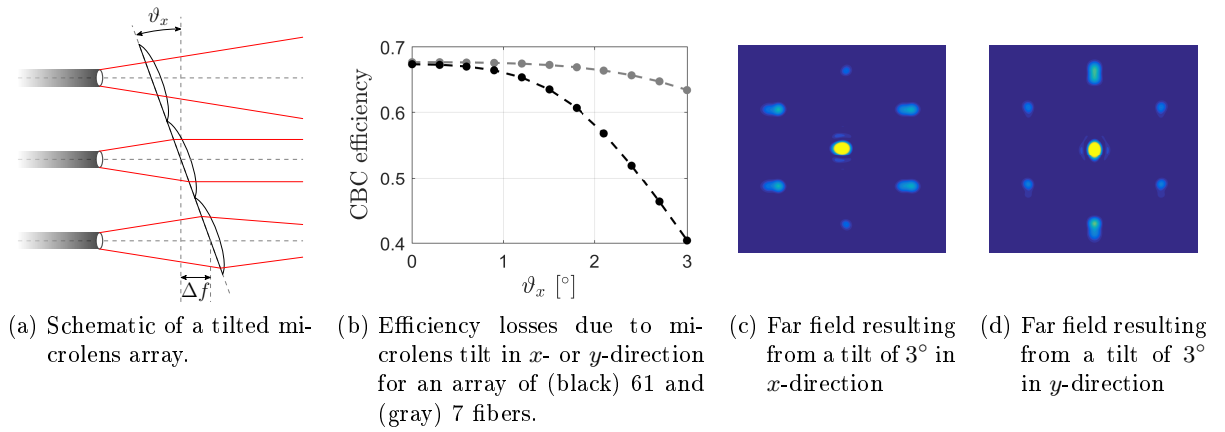 ϑₓ
Δf
0.7
0.6
0.5
0.4
CBC efficiency
0
1
2
3
ϑₓ [°]
(a) Schematic of a tilted mi-
crolens array.
(b) Efficiency losses due to mi-
crolens tilt in x- or y-direction
for an array of (black) 61 and
(gray) 7 fibers.
(c) Far field resulting
from a tilt of 3° in
x-direction
(d) Far field resulting
from a tilt of 3°
in y-direction